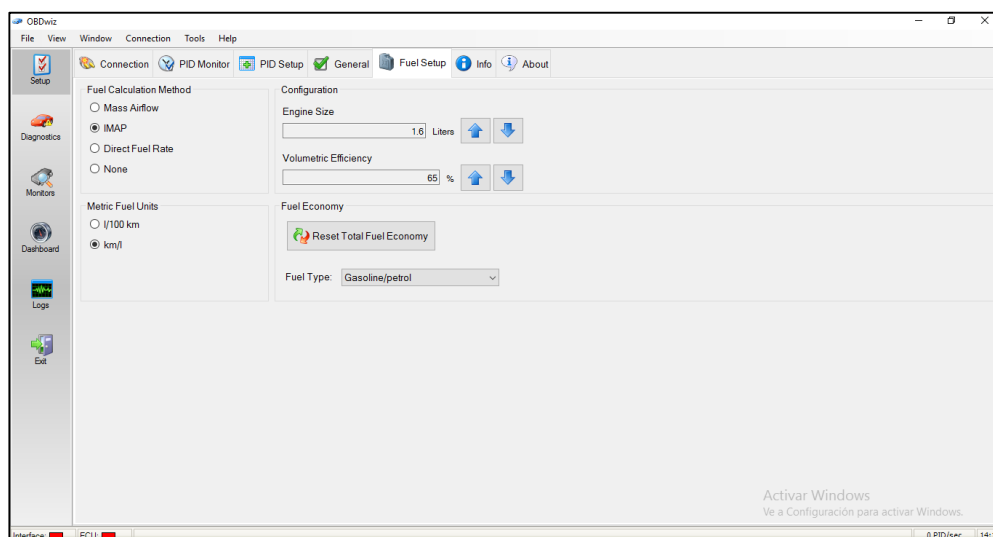 OBDwiz
File View Window Connection Tools Help
Setup
Diagnostics
Monitors
Dashboard
Logs
Exit
Connection PID Monitor PID Setup General Fuel Setup Info About
Fuel Calculation Method
Mass Airflow
IMAP
Direct Fuel Rate
None
Configuration
Engine Size
1.6 Liters
Volumetric Efficiency
65 %
Metric Fuel Units
l/100 km
km/l
Fuel Economy
Reset Total Fuel Economy
Fuel Type: Gasoline/petrol
Activar Windows
Ve a Configuración para activar Windows.
Interface: ECU: 0 PID/sec